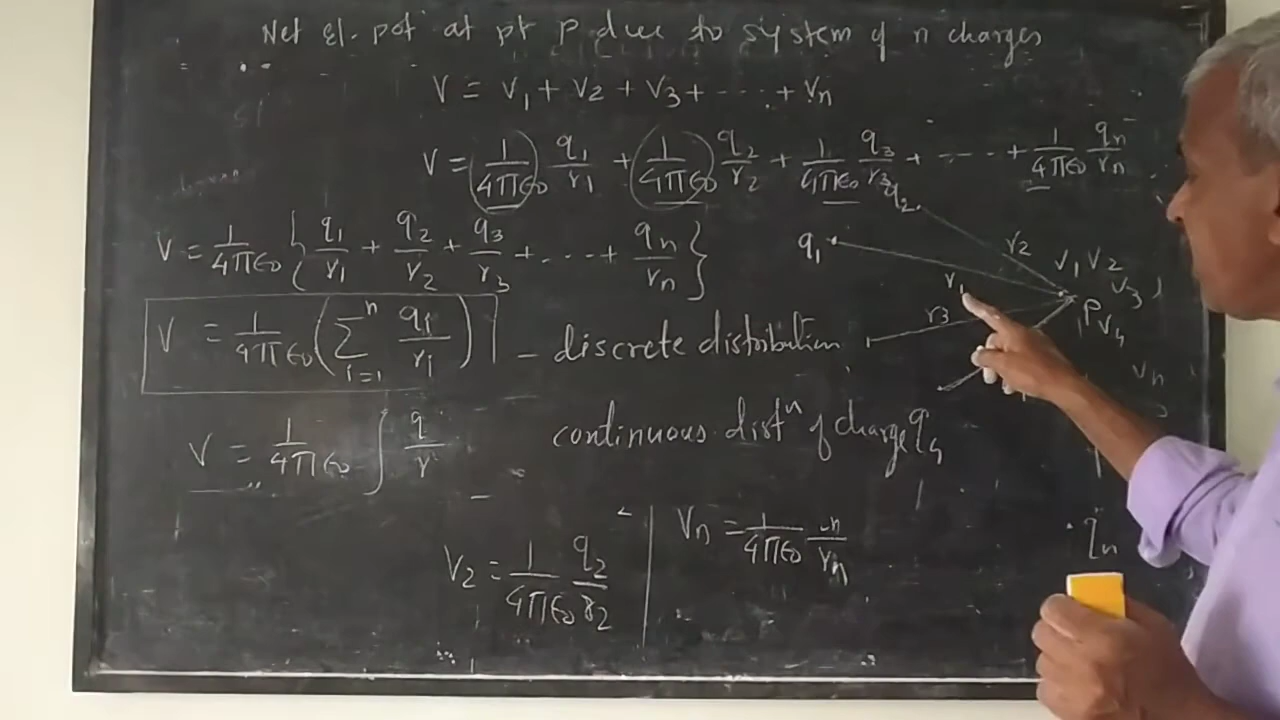 Net El. pot at pt P due to system of n charges
V = V1 + V2 + V3 + ---- + Vn
V = 1/4πε0 q1/r1 + 1/4πε0 q2/r2 + 1/4πε0 q3/r3 + ---- + 1/4πε0 qn/rn
V = 1/4πε0 { q1/r1 + q2/r2 + q3/r3 + ---- + qn/rn }
q2
q1
r2
V1 V2
V3
r1
r3
P
V4
Vn
V = 1/4πε0 ( Σ i=1 n qi/ri ) - discrete distribution
V = 1/4πε0 ∫ q/r
continuous distⁿ of charge
q4
qn
V2 = 1/4πε0 q2/r2
Vn = 1/4πε0 n/rn